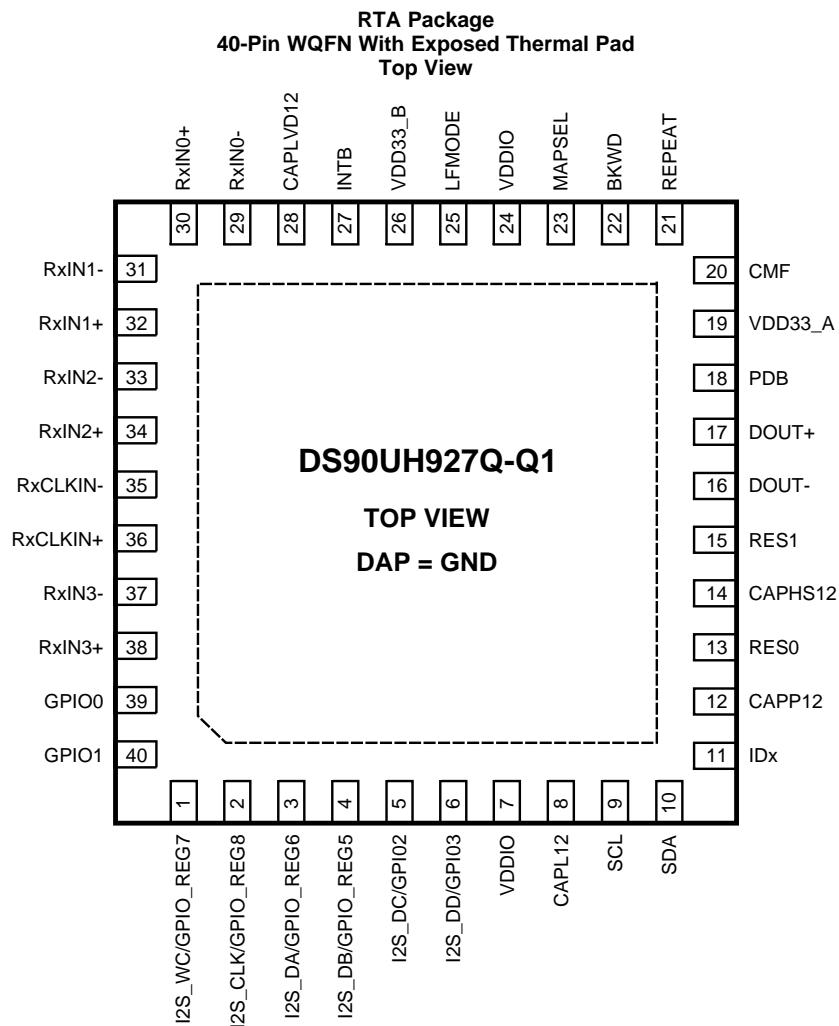 RTA Package
40-Pin WQFN With Exposed Thermal Pad
Top View
RxIN0+
RxIN0-
CAPLVD12
INTB
VDD33_B
LFMODE
VDDIO
MAPSEL
BKWD
REPEAT
30
29
28
27
26
25
24
23
22
21
RxIN1- 31
RxIN1+ 32
RxIN2- 33
RxIN2+ 34
RxCLKIN- 35
RxCLKIN+ 36
RxIN3- 37
RxIN3+ 38
GPIO0 39
GPIO1 40
DS90UH927Q-Q1
TOP VIEW
DAP = GND
20 CMF
19 VDD33_A
18 PDB
17 DOUT+
16 DOUT-
15 RES1
14 CAPHS12
13 RES0
12 CAPP12
11 IDx
1
2
3
4
5
6
7
8
9
10
I2S_WC/GPIO_REG7
I2S_CLK/GPIO_REG8
I2S_DA/GPIO_REG6
I2S_DB/GPIO_REG5
I2S_DC/GPI02
I2S_DD/GPI03
VDDIO
CAPL12
SCL
SDA